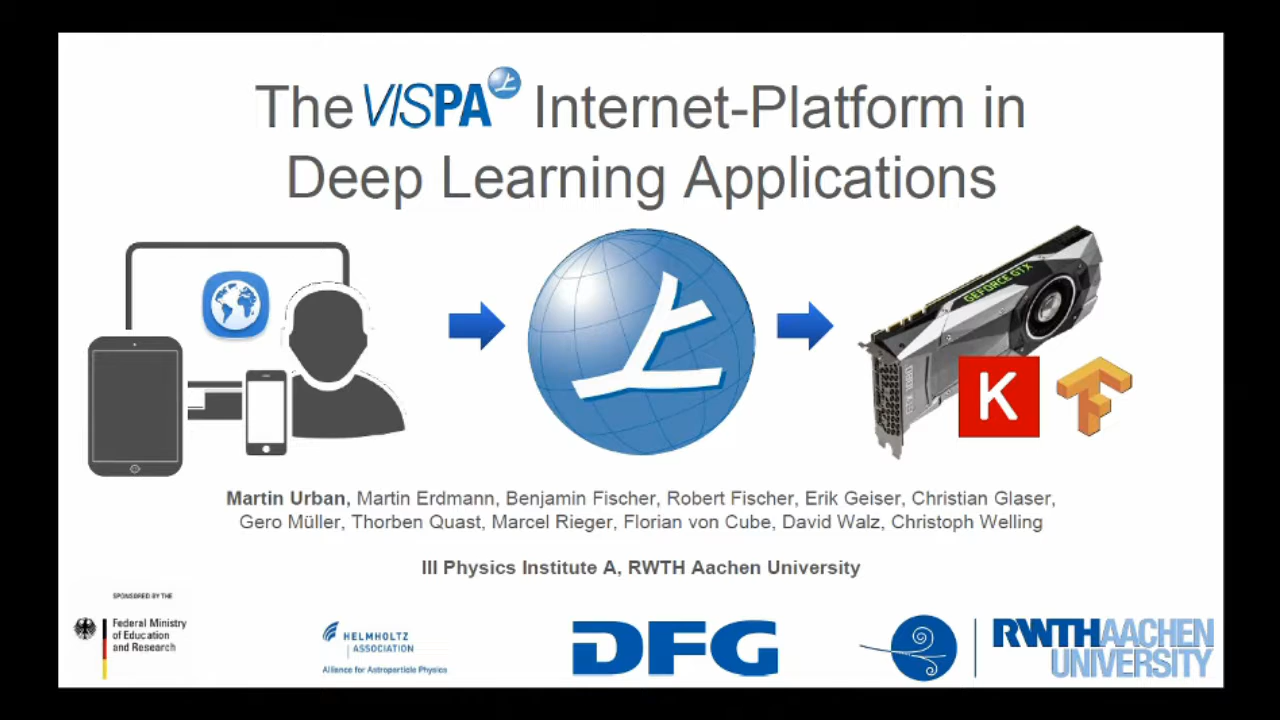 The VISPA Internet-Platform in
Deep Learning Applications
GEFORCE GTX
K
Martin Urban, Martin Erdmann, Benjamin Fischer, Robert Fischer, Erik Geiser, Christian Glaser,
Gero Müller, Thorben Quast, Marcel Rieger, Florian von Cube, David Walz, Christoph Welling
III Physics Institute A, RWTH Aachen University
SPONSORED BY THE
Federal Ministry
of Education
and Research
HELMHOLTZ
ASSOCIATION
Alliance for Astroparticle Physics
DFG
RWTHAACHEN
UNIVERSITY